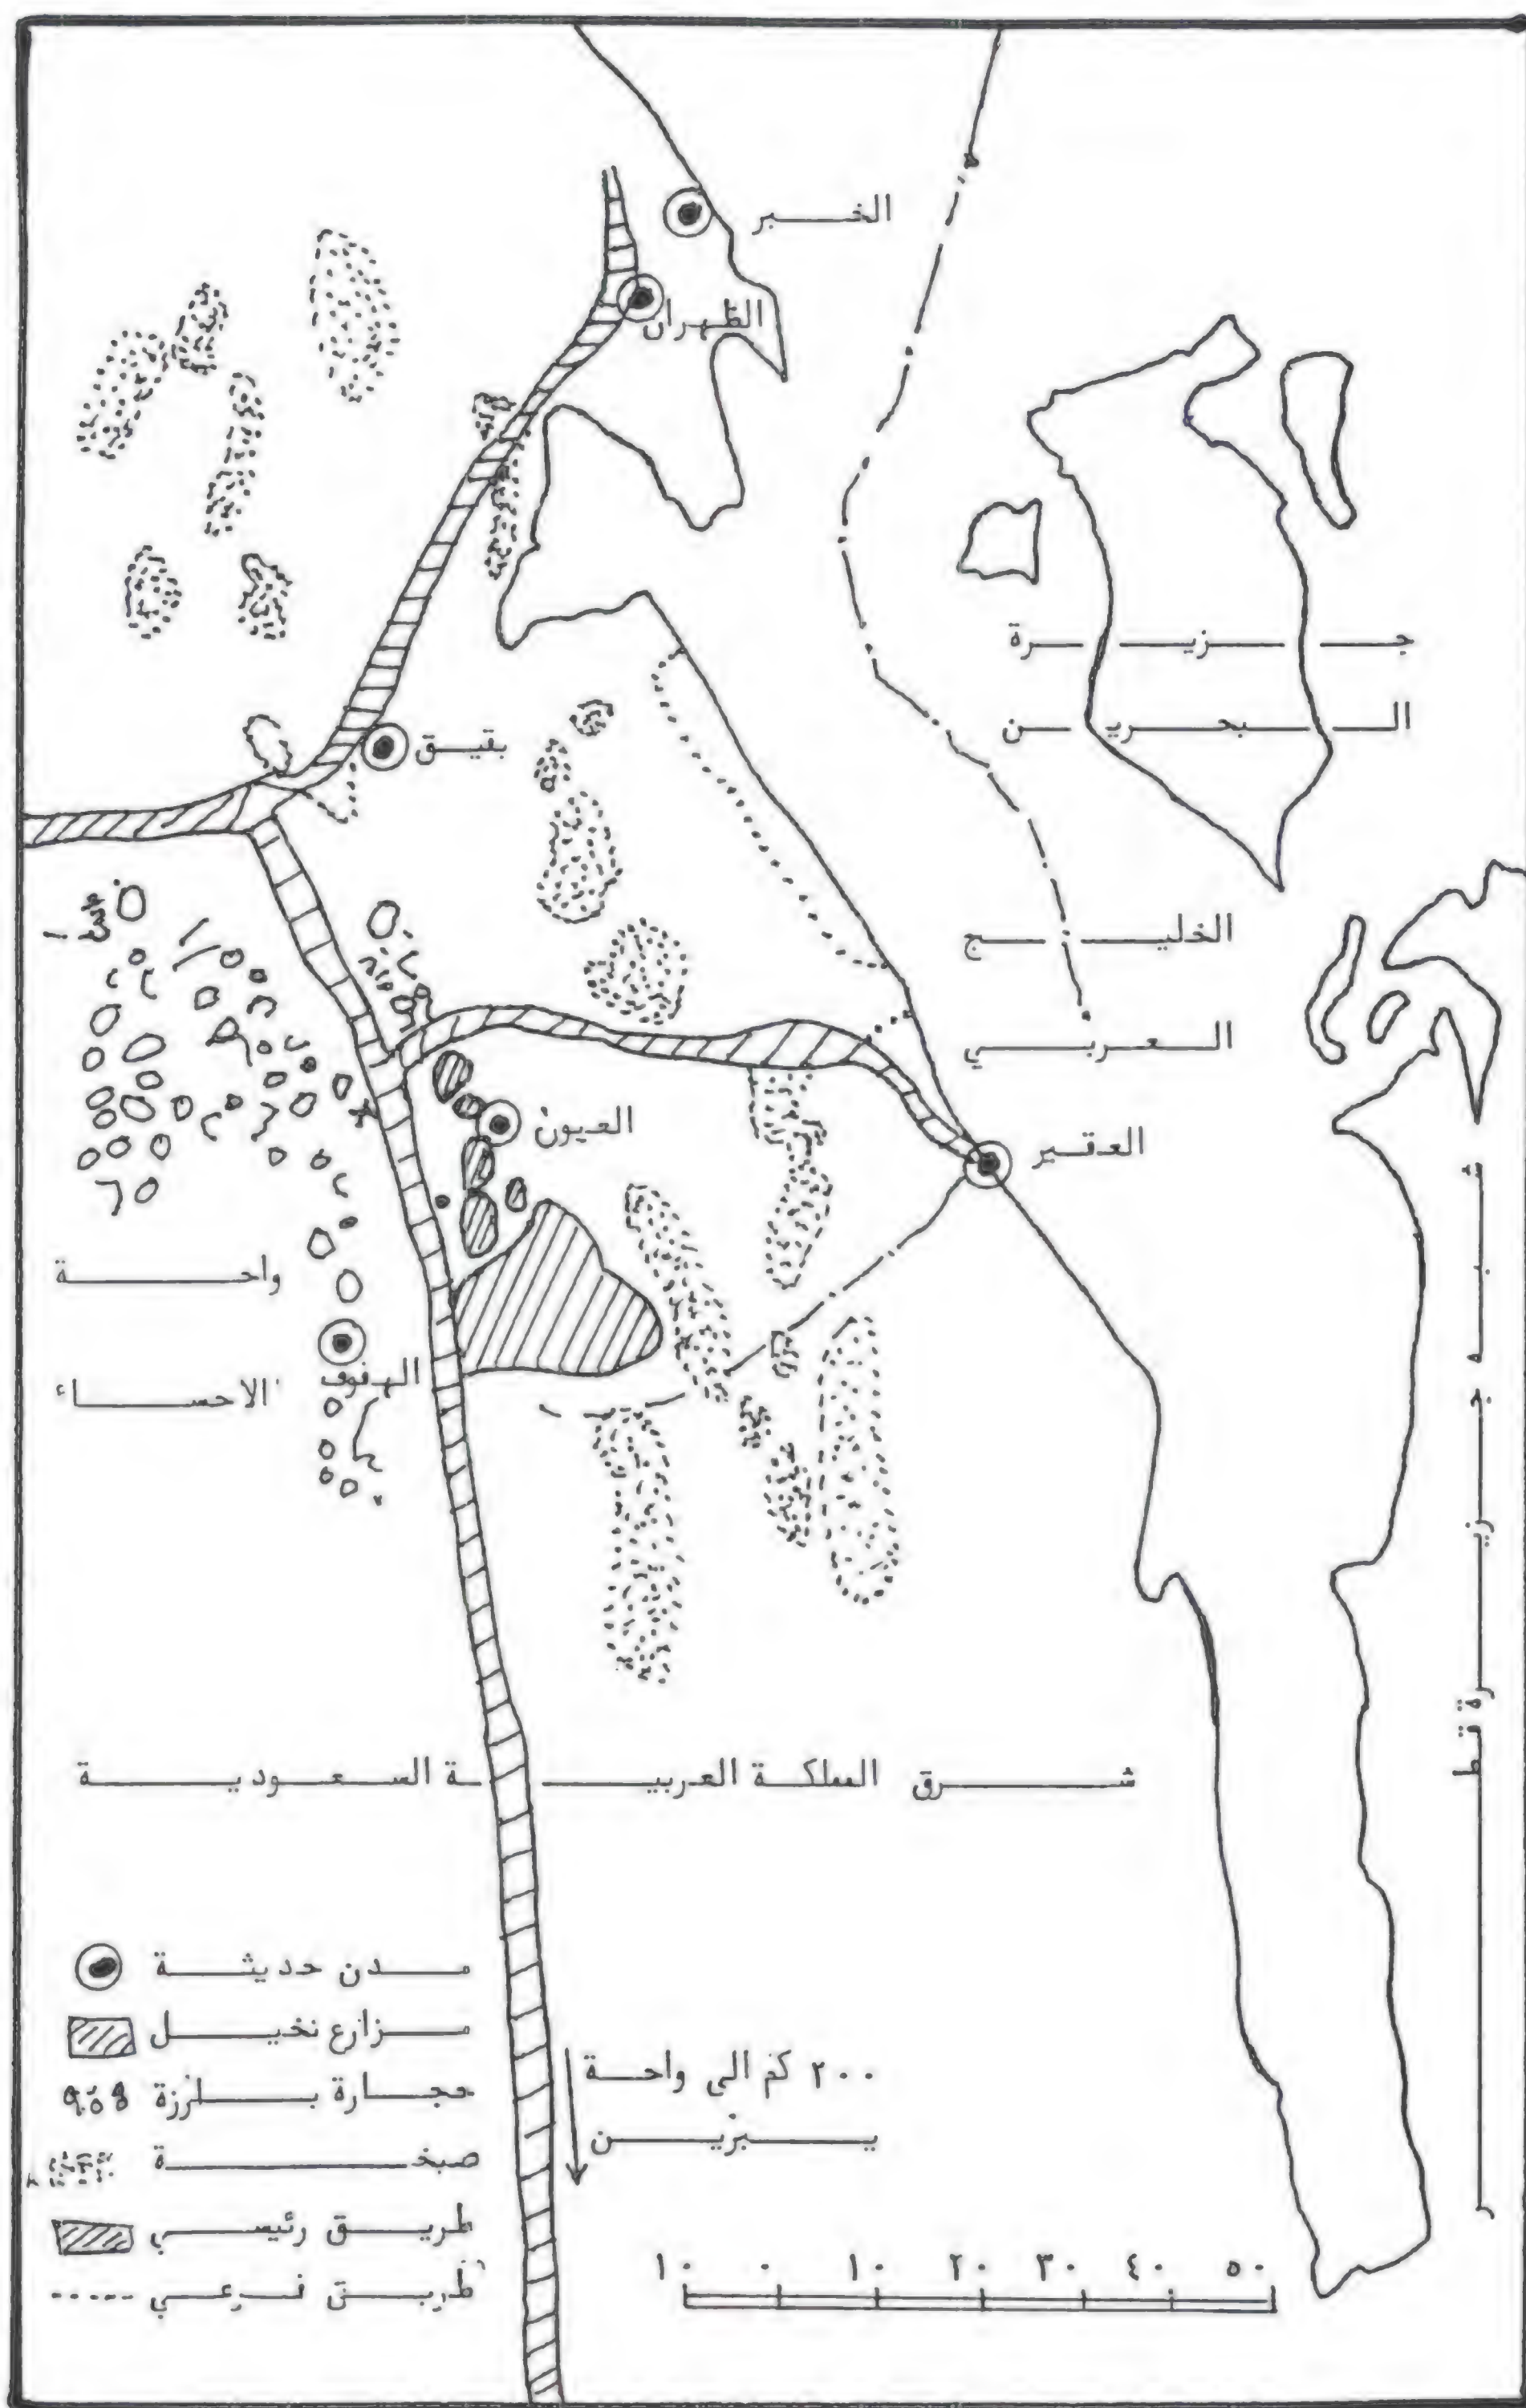 الخبر
الظهران
جزيرة
البحرين
بقيق
الخليج
العربي
العيون
العقير
واحة
الاحساء
الهفوف
شبه جزيرة قطر
شرق المملكة العربية السعودية
مدن حديثة
مزارع نخيل
حجارة بارزة
صبخة
طريق رئيسي
طريق فرعي
٢٠٠ كم الى واحة
يبرين
١٠ ٠ ١٠ ٢٠ ٣٠ ٤٠ ٥٠